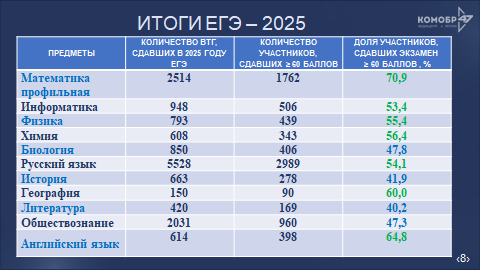 ИТОГИ ЕГЭ – 2025
КОМОБР 47
ПРЕДМЕТЫ
КОЛИЧЕСТВО ВТГ,
СДАВШИХ В 2025 ГОДУ
ЕГЭ
КОЛИЧЕСТВО
УЧАСТНИКОВ,
СДАВШИХ ≥ 60 БАЛЛОВ
ДОЛЯ УЧАСТНИКОВ,
СДАВШИХ ЭКЗАМЕН
≥ 60 БАЛЛОВ , %
Математика
профильная
2514 1762 70,9
Информатика 948 506 53,4
Физика 793 439 55,4
Химия 608 343 56,4
Биология 850 406 47,8
Русский язык 5528 2989 54,1
История 663 278 41,9
География 150 90 60,0
Литература 420 169 40,2
Обществознание 2031 960 47,3
Английский язык 614 398 64,8
‹8›